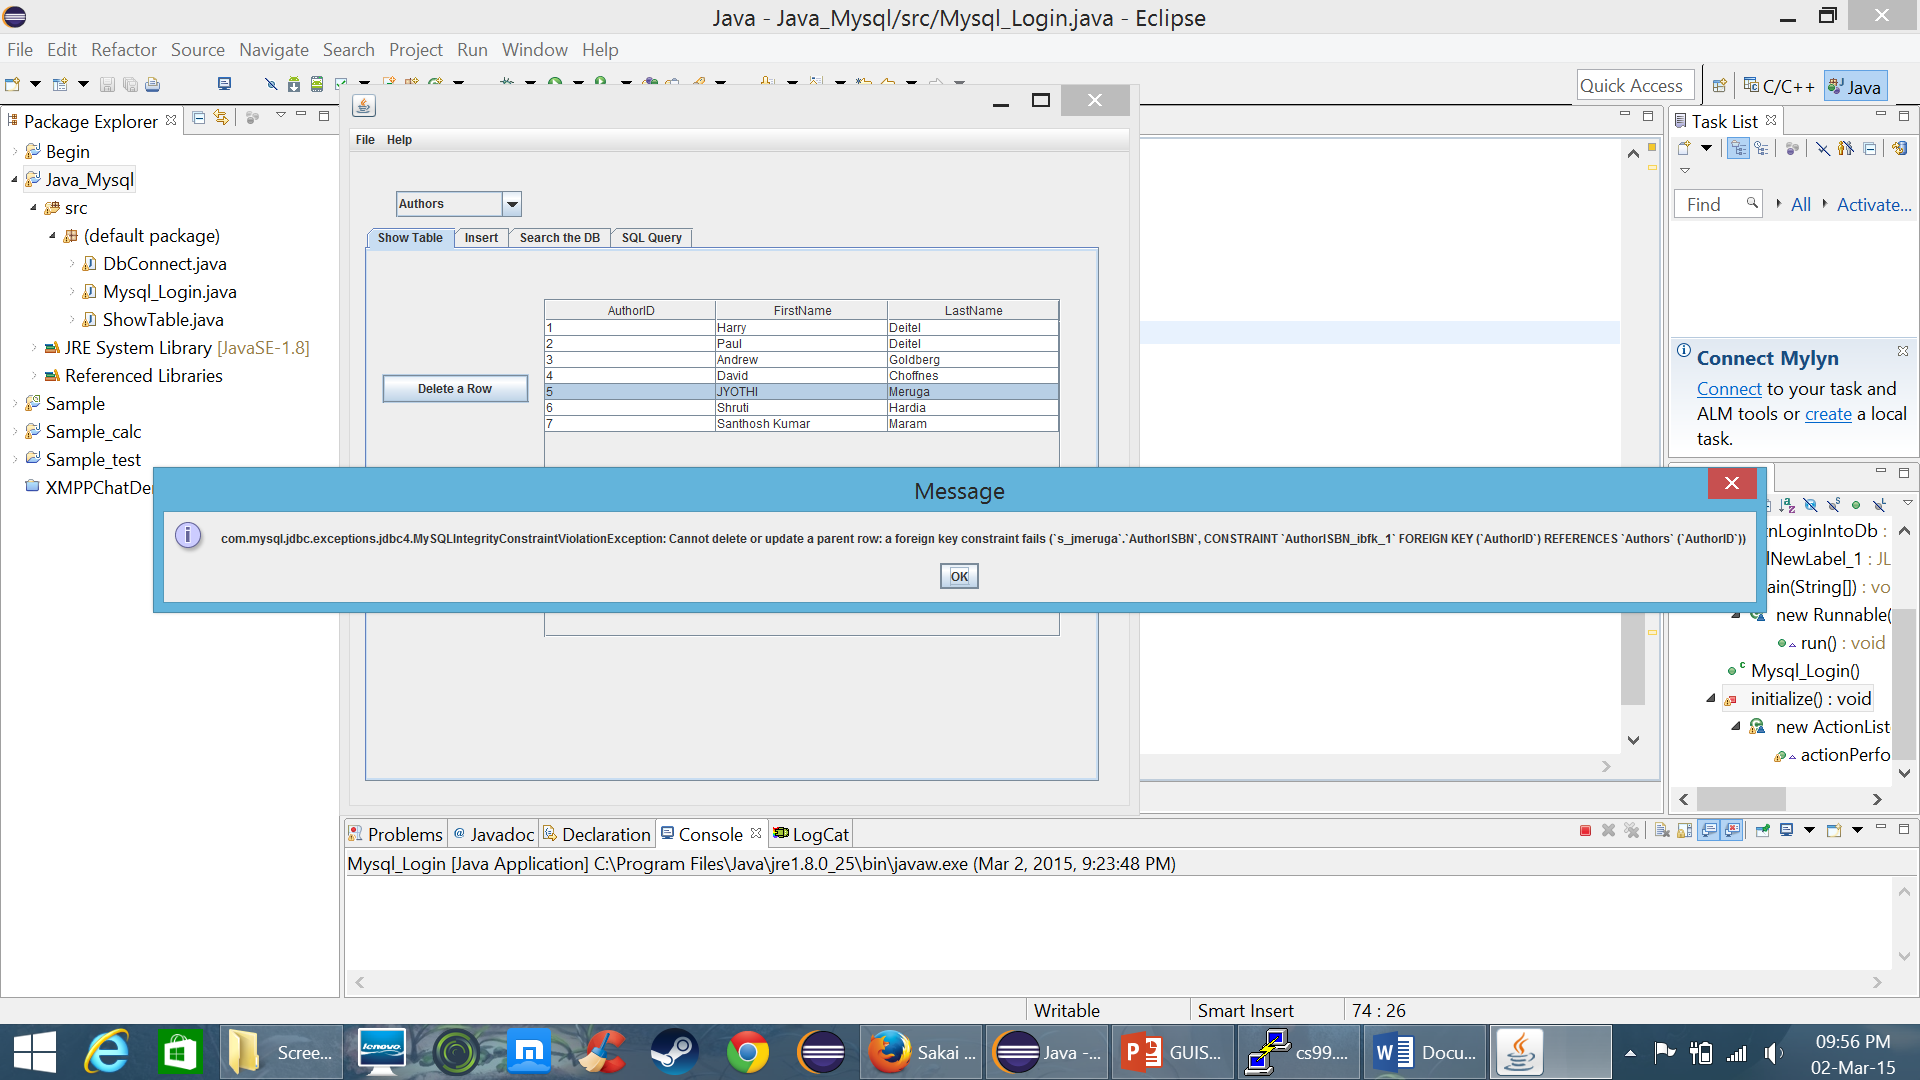 Java - Java_Mysql/src/Mysql_Login.java - Eclipse
File Edit Refactor Source Navigate Search Project Run Window Help
Quick Access
C/C++
Java
Package Explorer
Begin
Java_Mysql
src
(default package)
DbConnect.java
Mysql_Login.java
ShowTable.java
JRE System Library [JavaSE-1.8]
Referenced Libraries
Sample
Sample_calc
Sample_test
XMPPChatDe
File Help
Authors
Show Table Insert Search the DB SQL Query
Delete a Row
AuthorID FirstName LastName
1 Harry Deitel
2 Paul Deitel
3 Andrew Goldberg
4 David Choffnes
5 JYOTHI Meruga
6 Shruti Hardia
7 Santhosh Kumar Maram
Message
com.mysql.jdbc.exceptions.jdbc4.MySQLIntegrityConstraintViolationException: Cannot delete or update a parent row: a foreign key constraint fails (`s_jmeruga`.`AuthorISBN`, CONSTRAINT `AuthorISBN_ibfk_1` FOREIGN KEY (`AuthorID`) REFERENCES `Authors` (`AuthorID`))
OK
Task List
Find All Activate...
Connect Mylyn
Connect to your task and
ALM tools or create a local
task.
nLoginIntoDb :
lNewLabel_1 : JL
ain(String[]) : vo
new Runnable(
run() : void
Mysql_Login()
initialize() : void
new ActionList
actionPerfo
Problems Javadoc Declaration Console LogCat
Mysql_Login [Java Application] C:\Program Files\Java\jre1.8.0_25\bin\javaw.exe (Mar 2, 2015, 9:23:48 PM)
Writable Smart Insert 74 : 26
Scree...
lenovo
Sakai ...
Java -...
GUIS...
cs99....
Docu...
09:56 PM
02-Mar-15